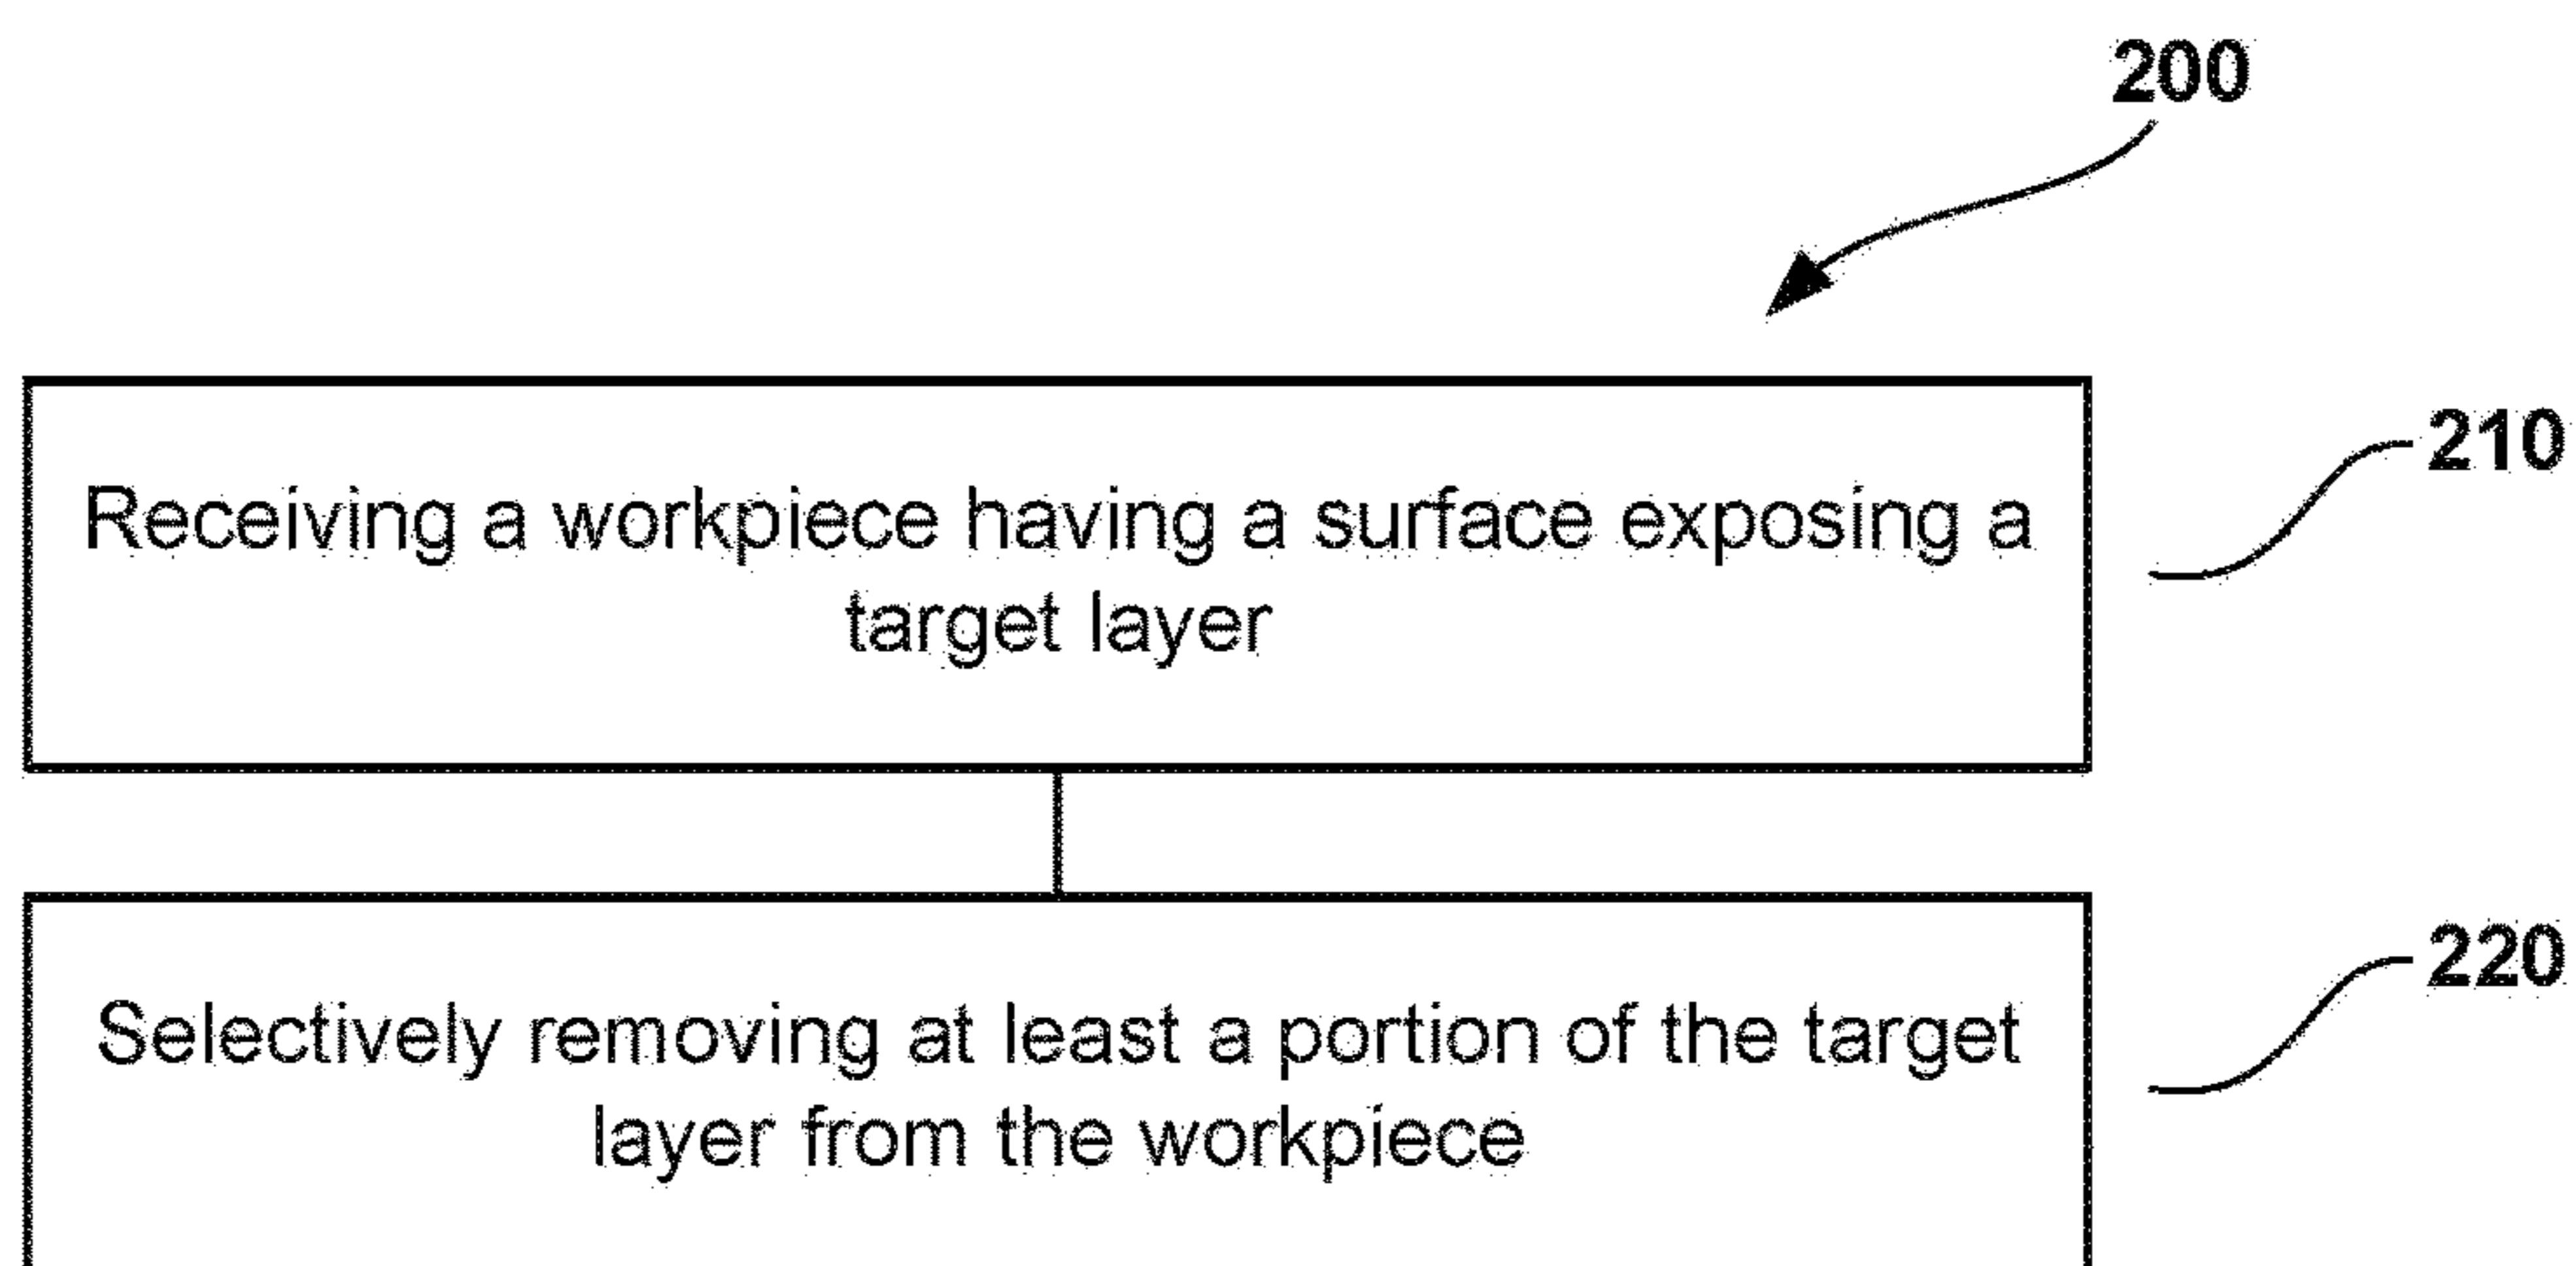 200
210
Receiving a workpiece having a surface exposing a
target layer
220
Selectively removing at least a portion of the target
layer from the workpiece